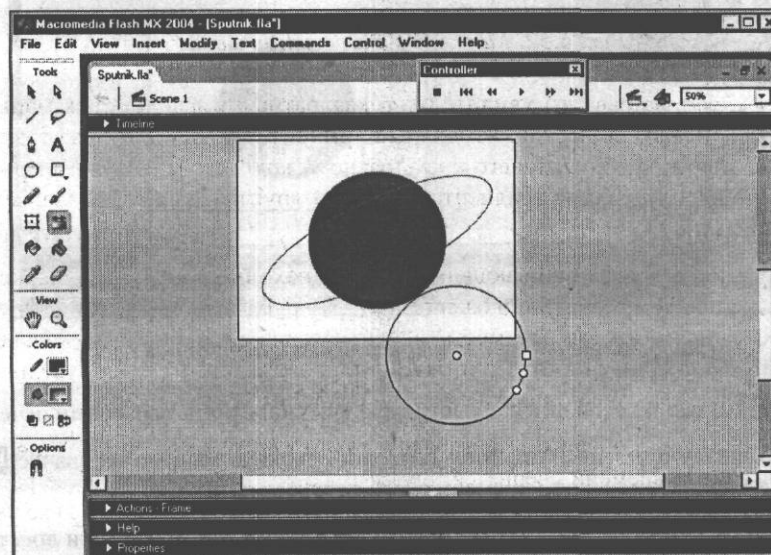 Macromedia Flash MX 2004 - [Sputnik.fla*]
File Edit View Insert Modify Text Commands Control Window Help
Tools
Sputnik.fla*
Controller
Scene 1
50%
Timeline
View
Colors
Options
Actions - Frame
Help
Properties